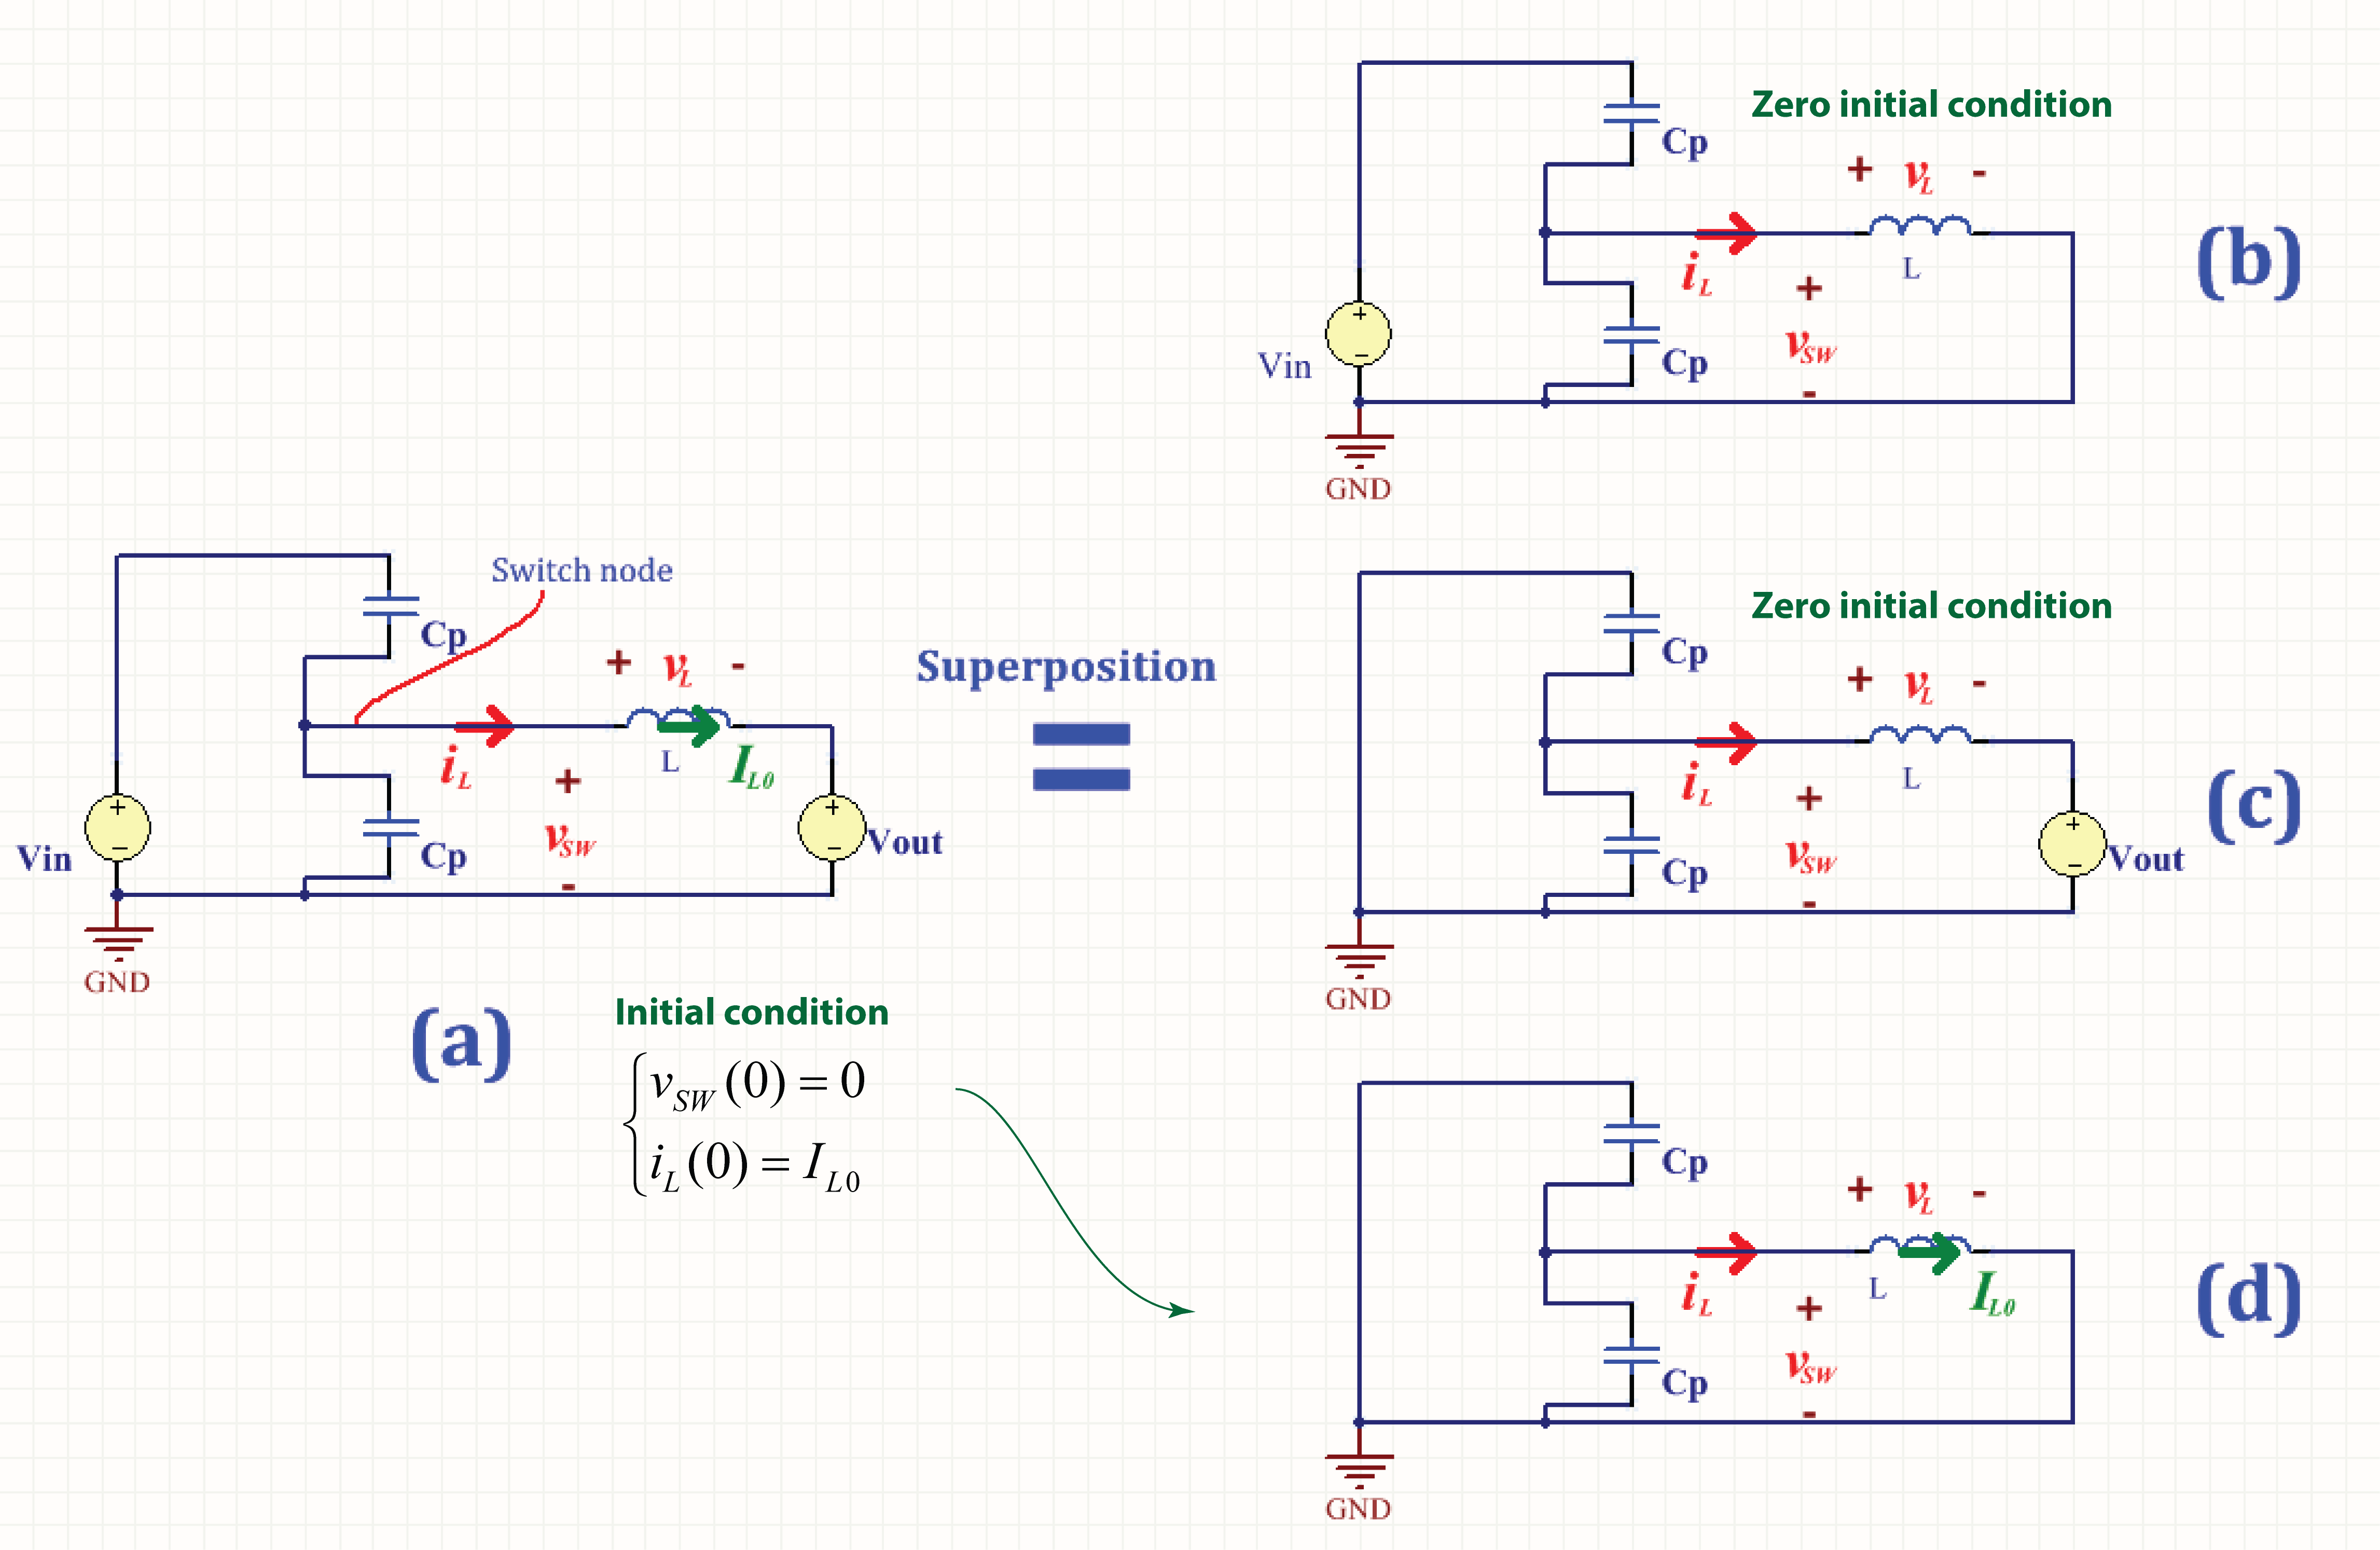 Switch node
Cp
+ v_L -
i_L
L
I_L0
Vin
+
−
+
v_SW
-
Cp
+
−
Vout
GND
(a)
Initial condition
v_SW(0) = 0
i_L(0) = I_L0
Superposition
=
Zero initial condition
Cp
+ v_L -
i_L
L
Vin
+
−
+
v_SW
-
Cp
GND
(b)
Zero initial condition
Cp
+ v_L -
i_L
L
+
v_SW
-
Cp
+
−
Vout
GND
(c)
Cp
+ v_L -
i_L
L
I_L0
+
v_SW
-
Cp
GND
(d)